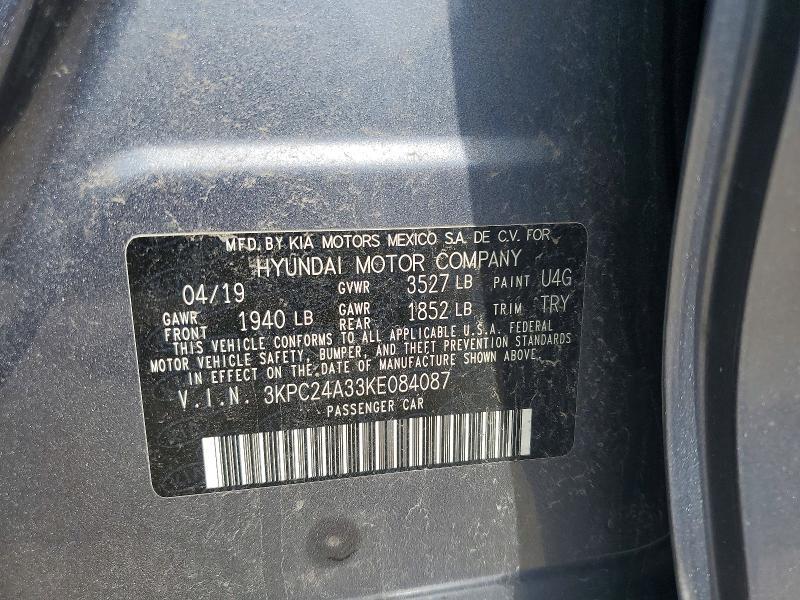 MFD. BY KIA MOTORS MEXICO S.A. DE C.V. FOR
HYUNDAI MOTOR COMPANY
04/19 GVWR 3527 LB PAINT U4G
GAWR FRONT 1940 LB GAWR REAR 1852 LB TRIM TRY
THIS VEHICLE CONFORMS TO ALL APPLICABLE U.S.A. FEDERAL
MOTOR VEHICLE SAFETY, BUMPER, AND THEFT PREVENTION STANDARDS
IN EFFECT ON THE DATE OF MANUFACTURE SHOWN ABOVE.
V.I.N. 3KPC24A33KE084087
PASSENGER CAR